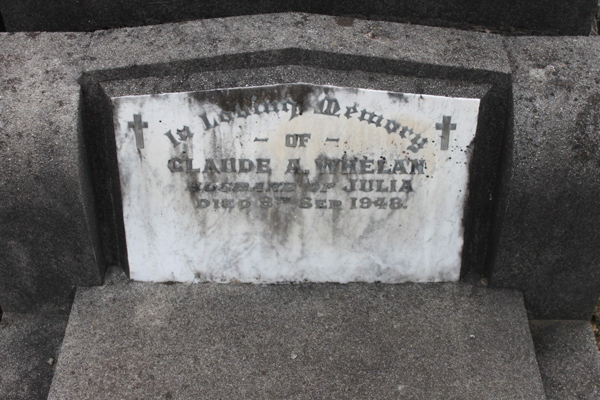 In Loving Memory
- OF -
CLAUDE A. WHELAN
HUSBAND OF JULIA
DIED 8TH SEP. 1948.